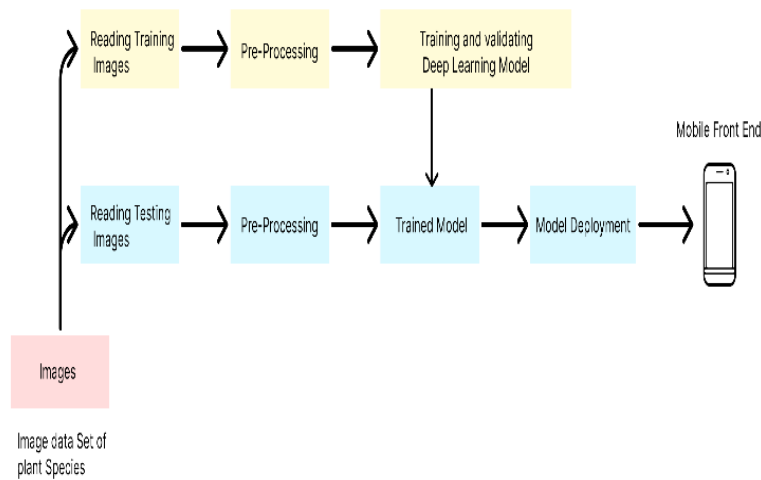 Reading Training
Images
Pre-Processing
Training and validating
Deep Learning Model
Mobile Front End
Reading Testing
Images
Pre-Processing
Trained Model
Model Deployment
Images
Image data Set of
plant Species